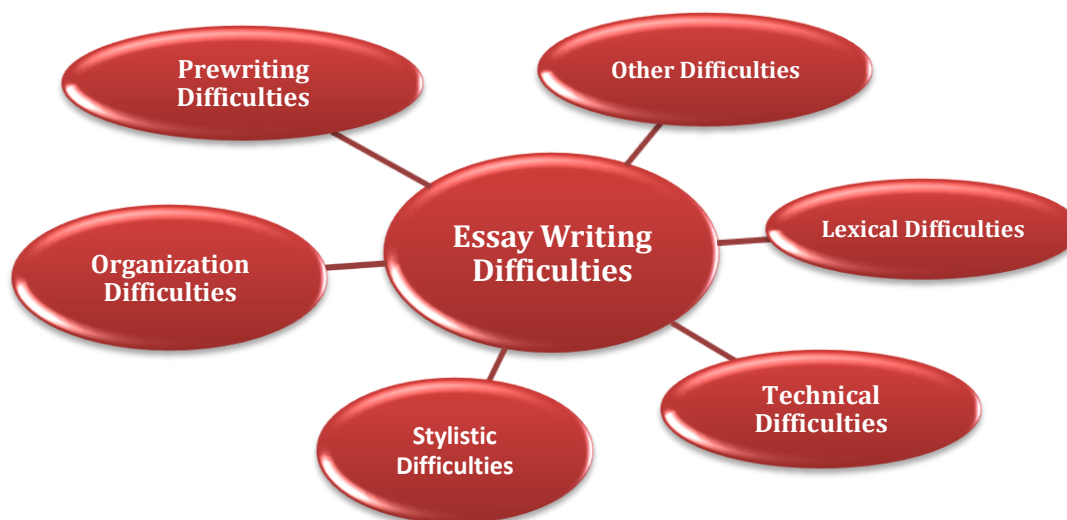 Prewriting
Difficulties
Other Difficulties
Essay Writing
Difficulties
Lexical Difficulties
Organization
Difficulties
Technical
Difficulties
Stylistic
Difficulties